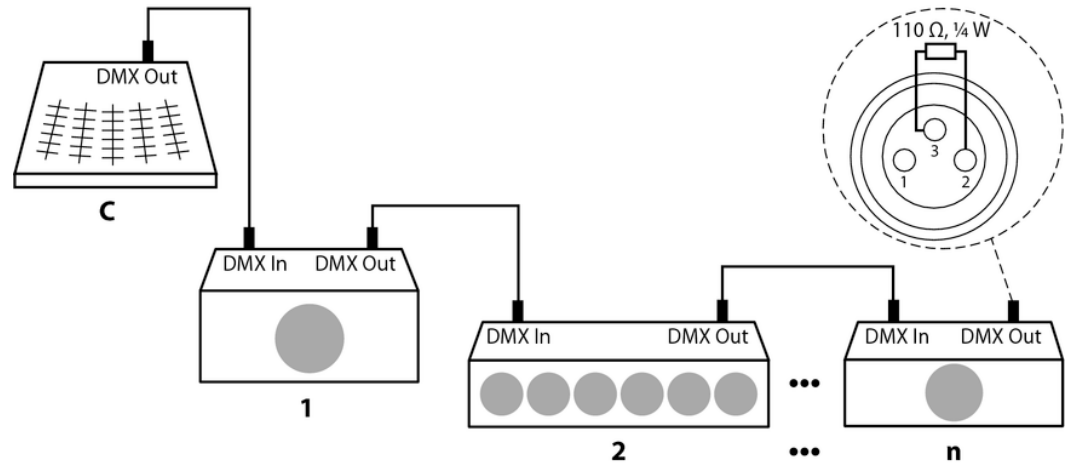 DMX Out
C
110 Ω, ¼ W
3
1
2
DMX In
DMX Out
1
DMX In
DMX Out
2
•••
•••
DMX In
DMX Out
n